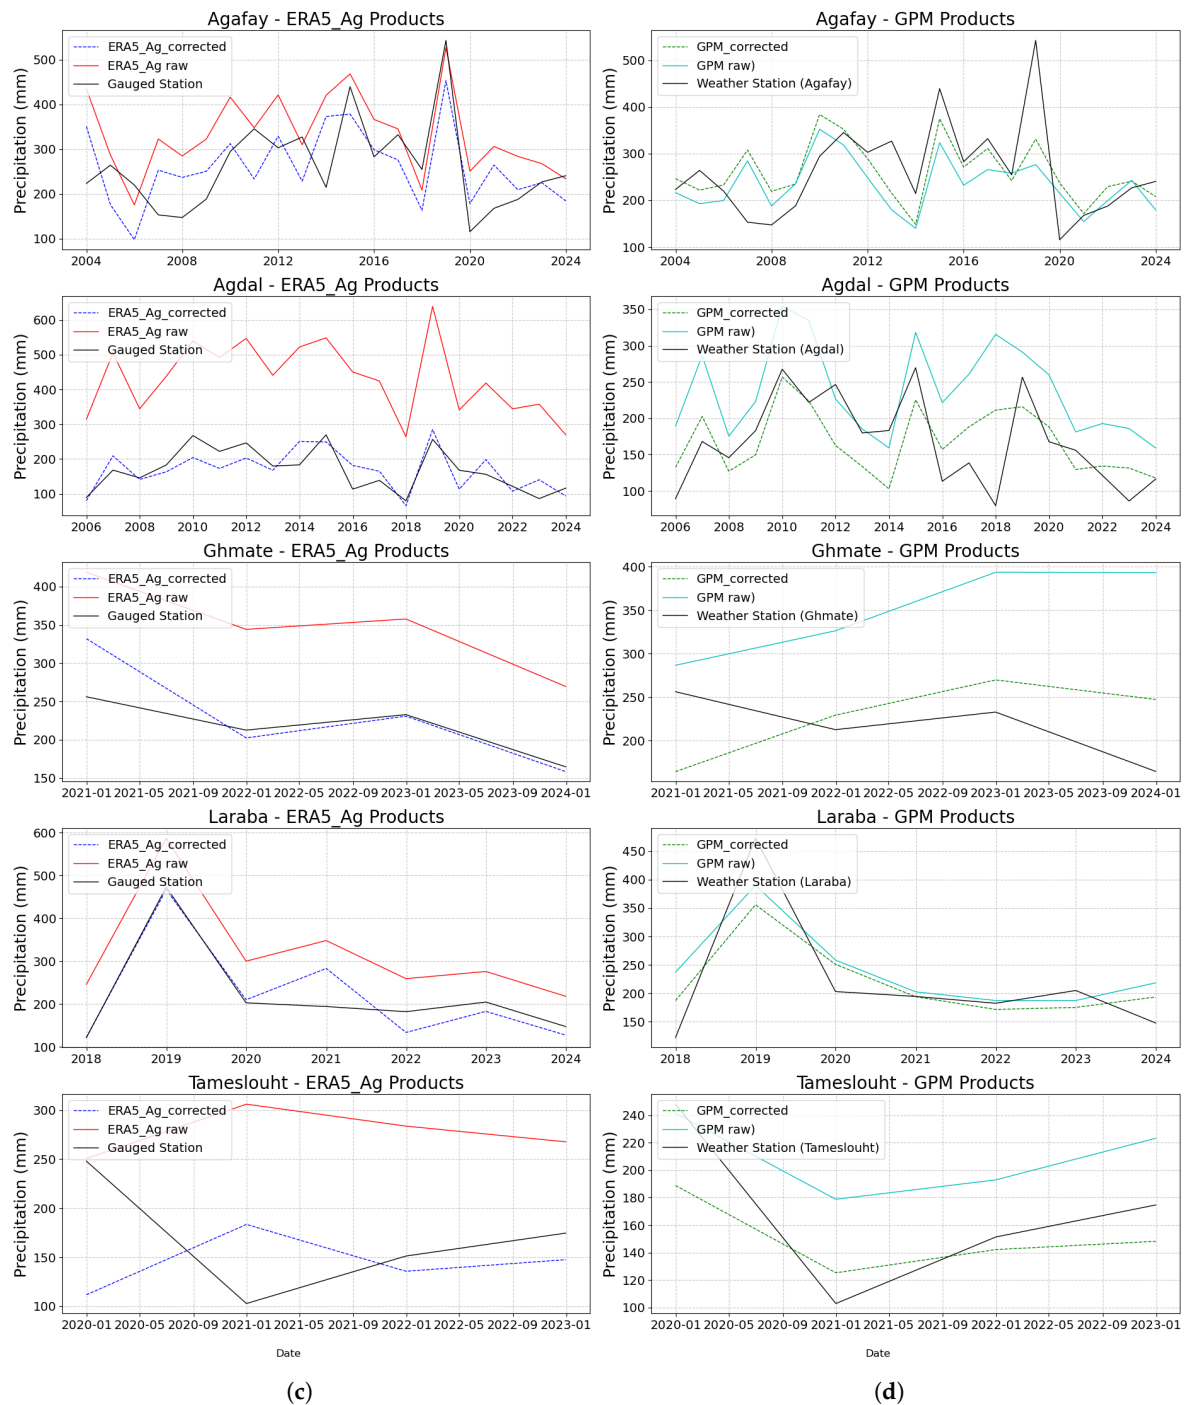 Agafay - ERA5_Ag Products
ERA5_Ag_corrected
ERA5_Ag raw
Gauged Station
Precipitation (mm)
500
400
300
200
100
2004 2008 2012 2016 2020 2024
Agafay - GPM Products
GPM_corrected
GPM raw)
Weather Station (Agafay)
Precipitation (mm)
500
400
300
200
100
2004 2008 2012 2016 2020 2024
Agdal - ERA5_Ag Products
ERA5_Ag_corrected
ERA5_Ag raw
Gauged Station
Precipitation (mm)
600
500
400
300
200
100
2006 2008 2010 2012 2014 2016 2018 2020 2022 2024
Agdal - GPM Products
GPM_corrected
GPM raw)
Weather Station (Agdal)
Precipitation (mm)
350
300
250
200
150
100
2006 2008 2010 2012 2014 2016 2018 2020 2022 2024
Ghmate - ERA5_Ag Products
ERA5_Ag_corrected
ERA5_Ag raw
Gauged Station
Precipitation (mm)
400
350
300
250
200
150
2021-01 2021-05 2021-09 2022-01 2022-05 2022-09 2023-01 2023-05 2023-09 2024-01
Ghmate - GPM Products
GPM_corrected
GPM raw)
Weather Station (Ghmate)
Precipitation (mm)
400
350
300
250
200
2021-01 2021-05 2021-09 2022-01 2022-05 2022-09 2023-01 2023-05 2023-09 2024-01
Laraba - ERA5_Ag Products
ERA5_Ag_corrected
ERA5_Ag raw
Gauged Station
Precipitation (mm)
600
500
400
300
200
100
2018 2019 2020 2021 2022 2023 2024
Laraba - GPM Products
GPM_corrected
GPM raw)
Weather Station (Laraba)
Precipitation (mm)
450
400
350
300
250
200
150
2018 2019 2020 2021 2022 2023 2024
Tameslouht - ERA5_Ag Products
ERA5_Ag_corrected
ERA5_Ag raw
Gauged Station
Precipitation (mm)
300
250
200
150
100
2020-01 2020-05 2020-09 2021-01 2021-05 2021-09 2022-01 2022-05 2022-09 2023-01
Date
Tameslouht - GPM Products
GPM_corrected
GPM raw)
Weather Station (Tameslouht)
Precipitation (mm)
240
220
200
180
160
140
120
100
2020-01 2020-05 2020-09 2021-01 2021-05 2021-09 2022-01 2022-05 2022-09 2023-01
Date
(c)
(d)